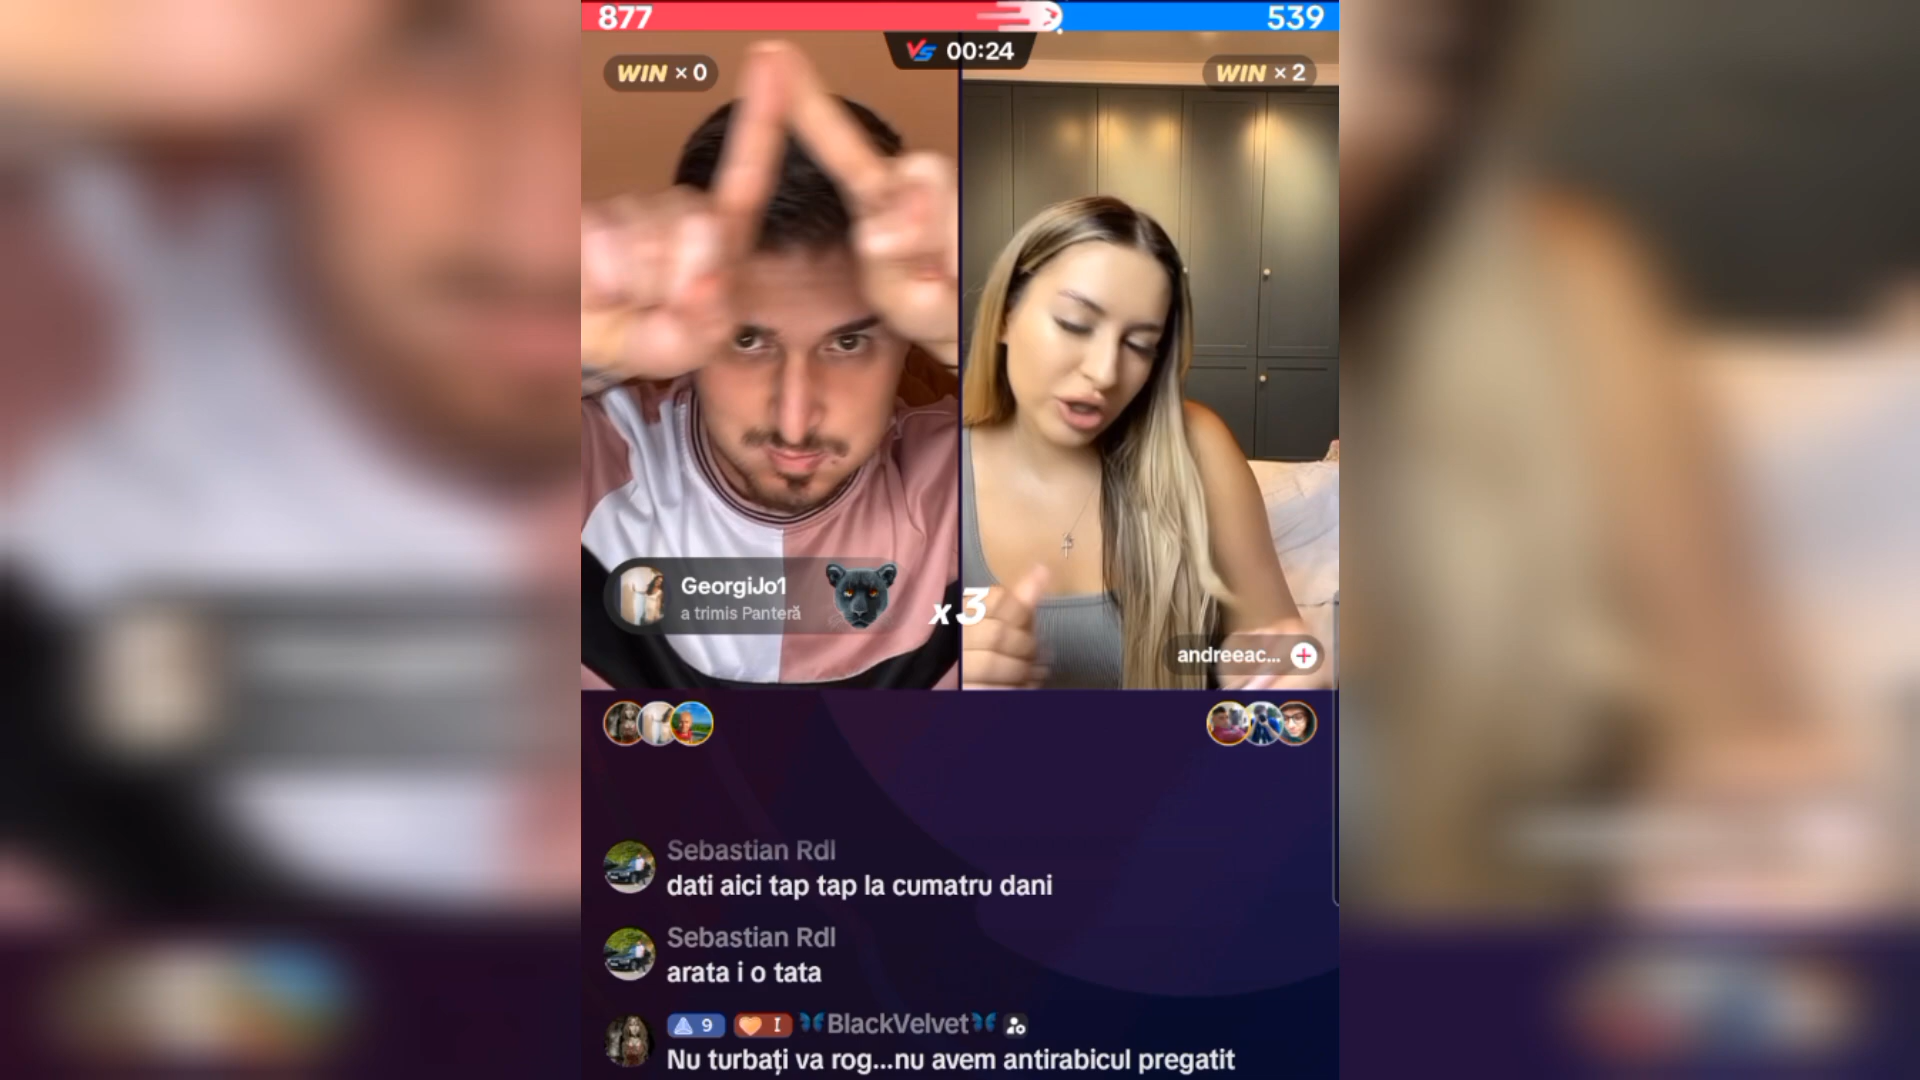 877
539
VS 00:24
WIN × 0
WIN × 2
GeorgiJo1
a trimis Panteră
x3
andreeac...
Sebastian Rdl
dati aici tap tap la cumatru dani
Sebastian Rdl
arata i o tata
9 I BlackVelvet
Nu turbați va rog...nu avem antirabicul pregatit